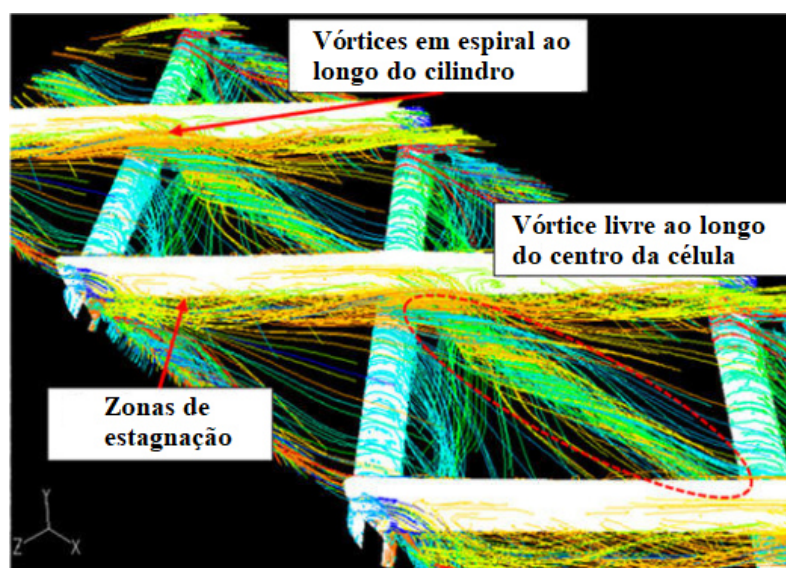 Vórtices em espiral ao
longo do cilindro
Vórtice livre ao longo
do centro da célula
Zonas de
estagnação
Y
Z
X